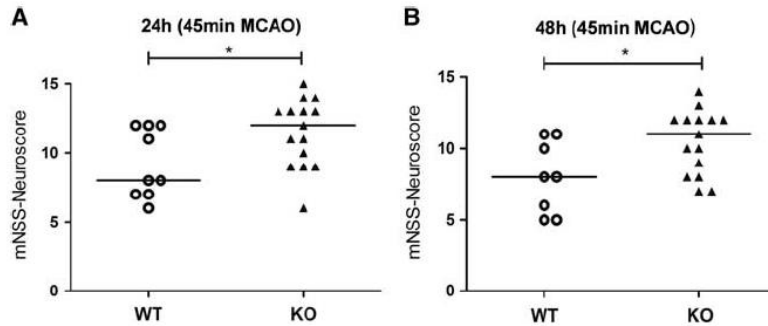 A
24h (45min MCAO)
*
mNSS-Neuroscore
15
10
5
0
WT
KO
B
48h (45min MCAO)
*
mNSS-Neuroscore
15
10
5
0
WT
KO